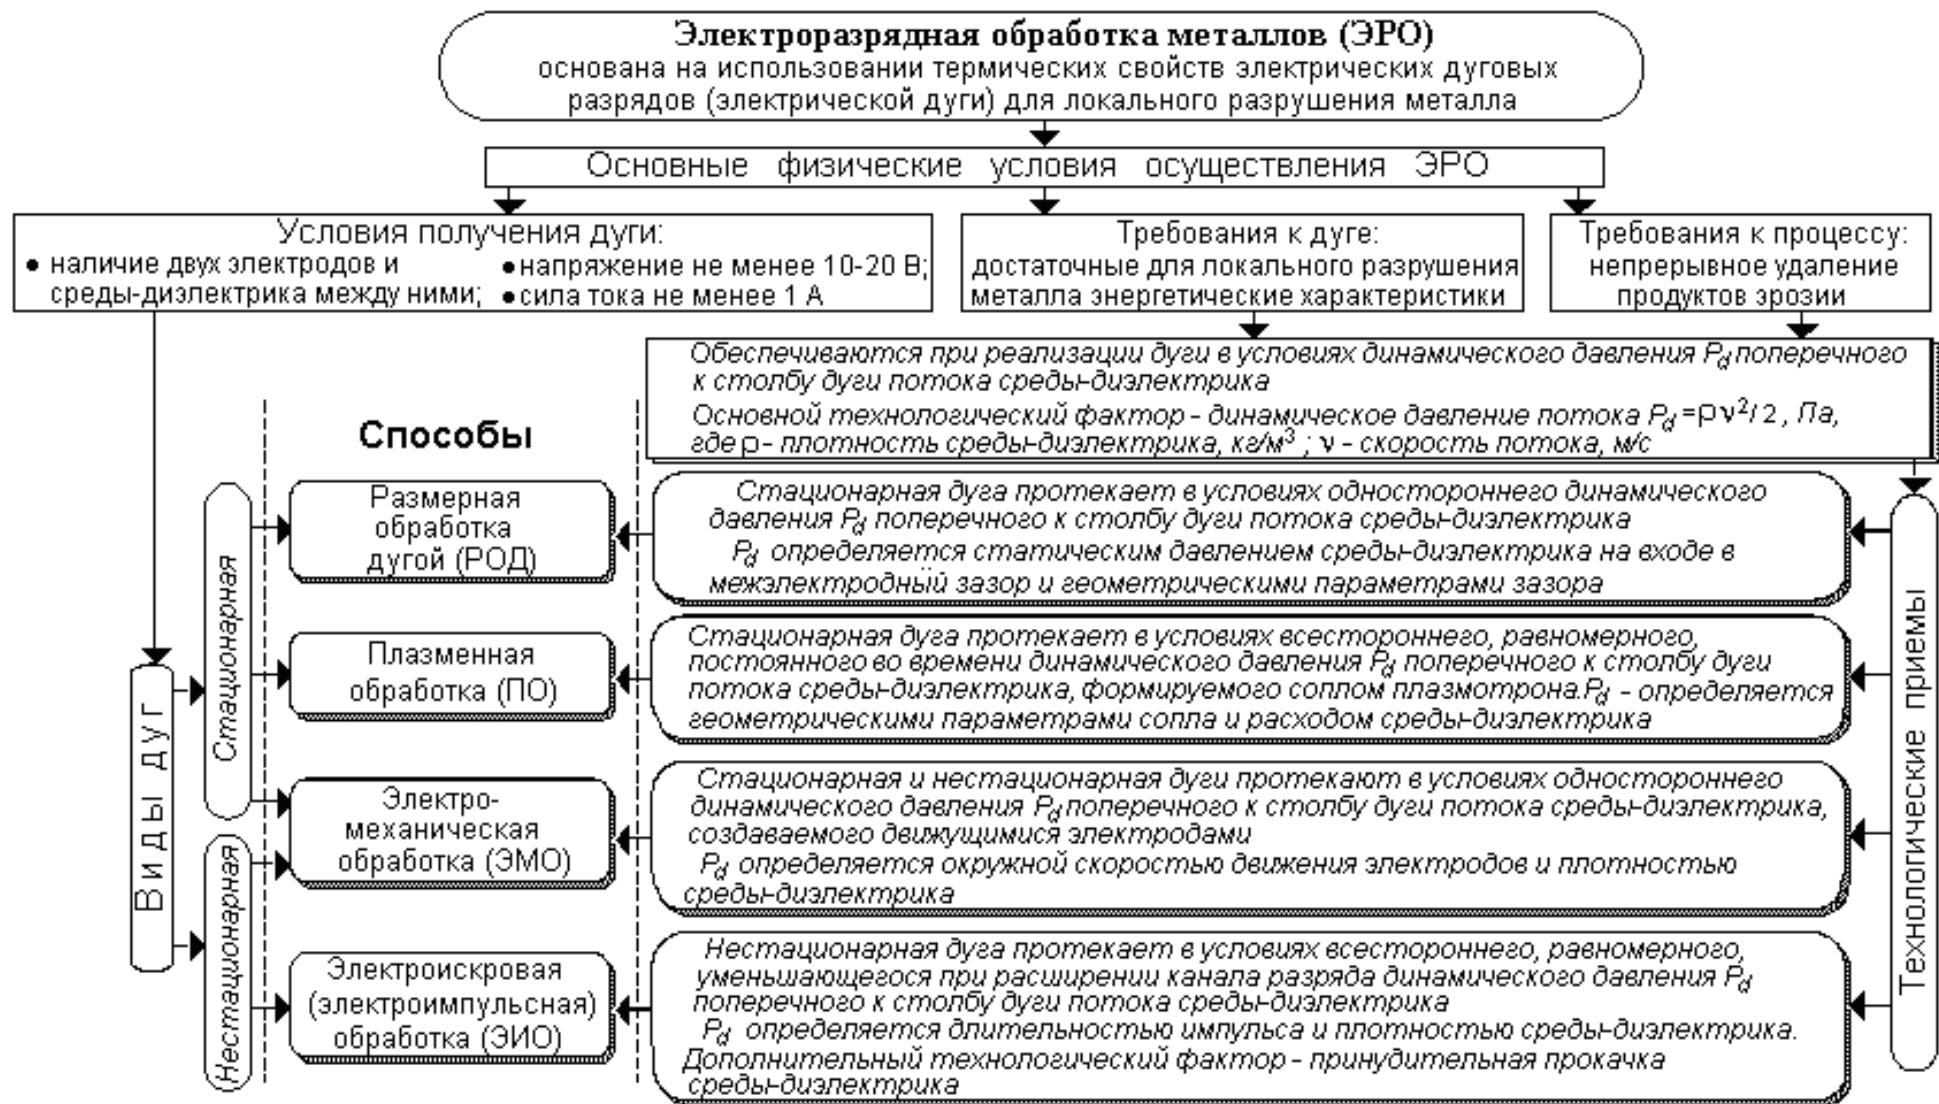 Электроразрядная обработка металлов (ЭРО)
основана на использовании термических свойств электрических дуговых
разрядов (электрической дуги) для локального разрушения металла
Основные физические условия осуществления ЭРО
Условия получения дуги:
• наличие двух электродов и
среды-диэлектрика между ними;
• напряжение не менее 10-20 В;
• сила тока не менее 1 А
Требования к дуге:
достаточные для локального разрушения
металла энергетические характеристики
Требования к процессу:
непрерывное удаление
продуктов эрозии
Обеспечиваются при реализации дуги в условиях динамического давления Pd поперечного
к столбу дуги потока среды-диэлектрика
Основной технологический фактор - динамическое давление потока Pd =ρν²/2, Па,
где ρ - плотность среды-диэлектрика, кг/м³ ; ν - скорость потока, м/с
Способы
Виды дуг
Стационарная
Нестационарная
Технологические приемы
Размерная
обработка
дугой (РОД)
Стационарная дуга протекает в условиях одностороннего динамического
давления Pd поперечного к столбу дуги потока среды-диэлектрика
Pd определяется статическим давлением среды-диэлектрика на входе в
межэлектродный зазор и геометрическими параметрами зазора
Плазменная
обработка (ПО)
Стационарная дуга протекает в условиях всестороннего, равномерного,
постоянного во времени динамического давления Pd поперечного к столбу дуги
потока среды-диэлектрика, формируемого соплом плазмотрона.Pd - определяется
геометрическими параметрами сопла и расходом среды-диэлектрика
Электро-
механическая
обработка (ЭМО)
Стационарная и нестационарная дуги протекают в условиях одностороннего
динамического давления Pd поперечного к столбу дуги потока среды-диэлектрика,
создаваемого движущимися электродами
Pd определяется окружной скоростью движения электродов и плотностью
среды-диэлектрика
Электроискровая
(электроимпульсная)
обработка (ЭИО)
Нестационарная дуга протекает в условиях всестороннего, равномерного,
уменьшающегося при расширении канала разряда динамического давления Pd
поперечного к столбу дуги потока среды-диэлектрика
Pd определяется длительностью импульса и плотностью среды-диэлектрика.
Дополнительный технологический фактор - принудительная прокачка
среды-диэлектрика